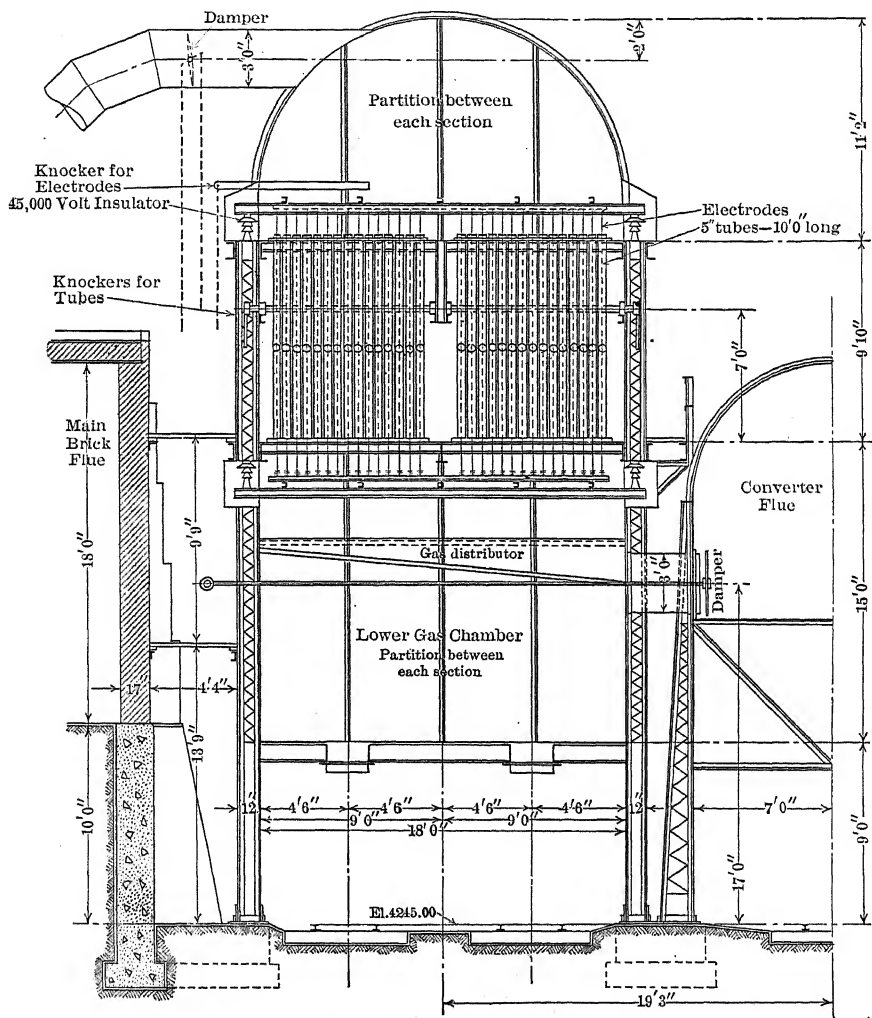 Damper
3'0"
2'0"
Partition between
each section
11'2"
Knocker for
Electrodes
45,000 Volt Insulator
Electrodes
5" tubes—10'0" long
Knockers for
Tubes
9'10"
7'0"
Main
Brick
Flue
Converter
Flue
18'0"
9'9"
Gas distributor
3'0"
Damper
15'0"
Lower Gas Chamber
Partition between
each section
17"
4'4"
13'9"
10'0"
12"
4'6"
4'6"
4'6"
4'6"
12"
7'0"
9'0"
9'0"
18'0"
17'0"
9'0"
El.4245.00
19'3"